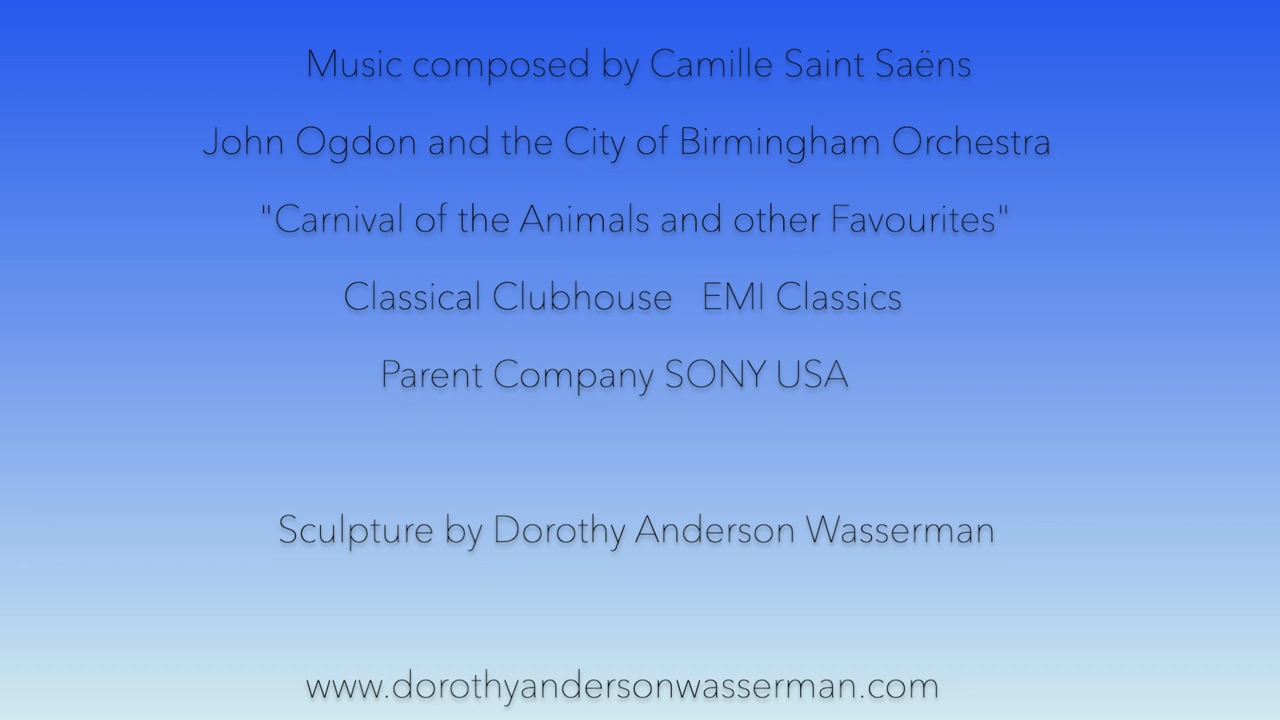 Music composed by Camille Saint Saëns
John Ogdon and the City of Birmingham Orchestra
"Carnival of the Animals and other Favourites"
Classical Clubhouse   EMI Classics
Parent Company SONY USA
Sculpture by Dorothy Anderson Wasserman
www.dorothyandersonwasserman.com